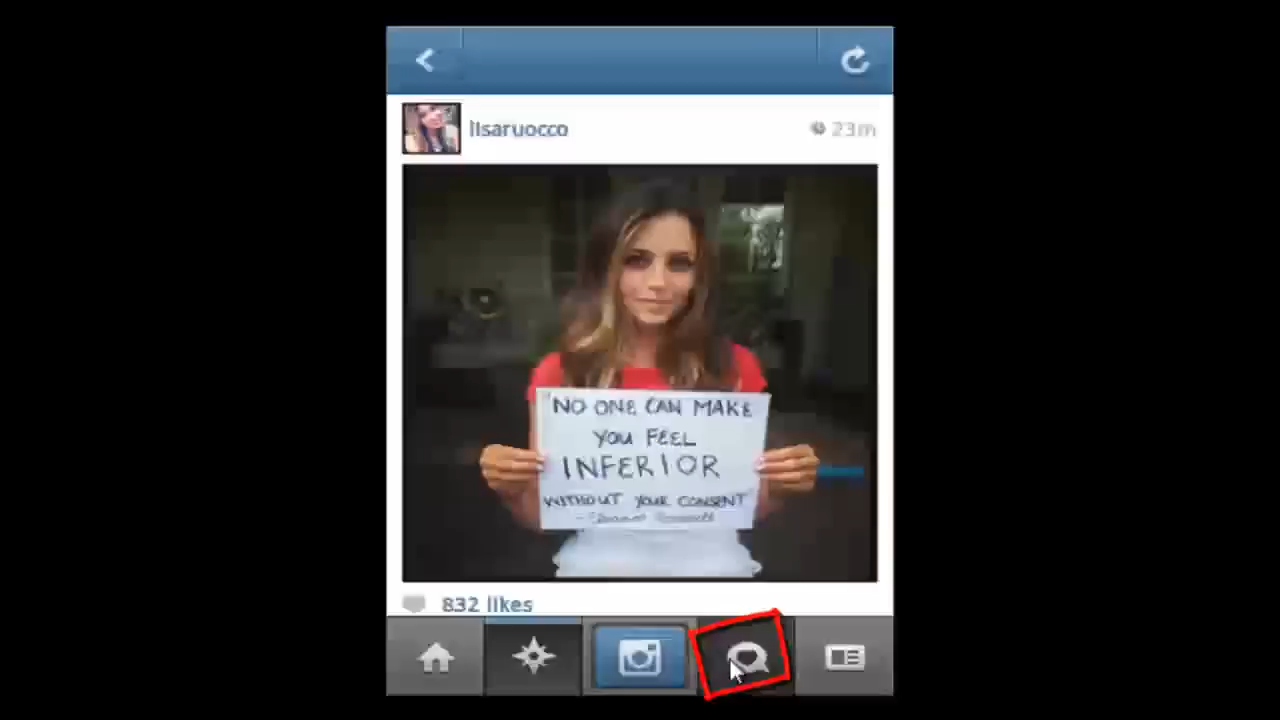 lisaruocco
23m
"NO ONE CAN MAKE
YOU FEEL
INFERIOR
WITHOUT YOUR CONSENT"
832 likes